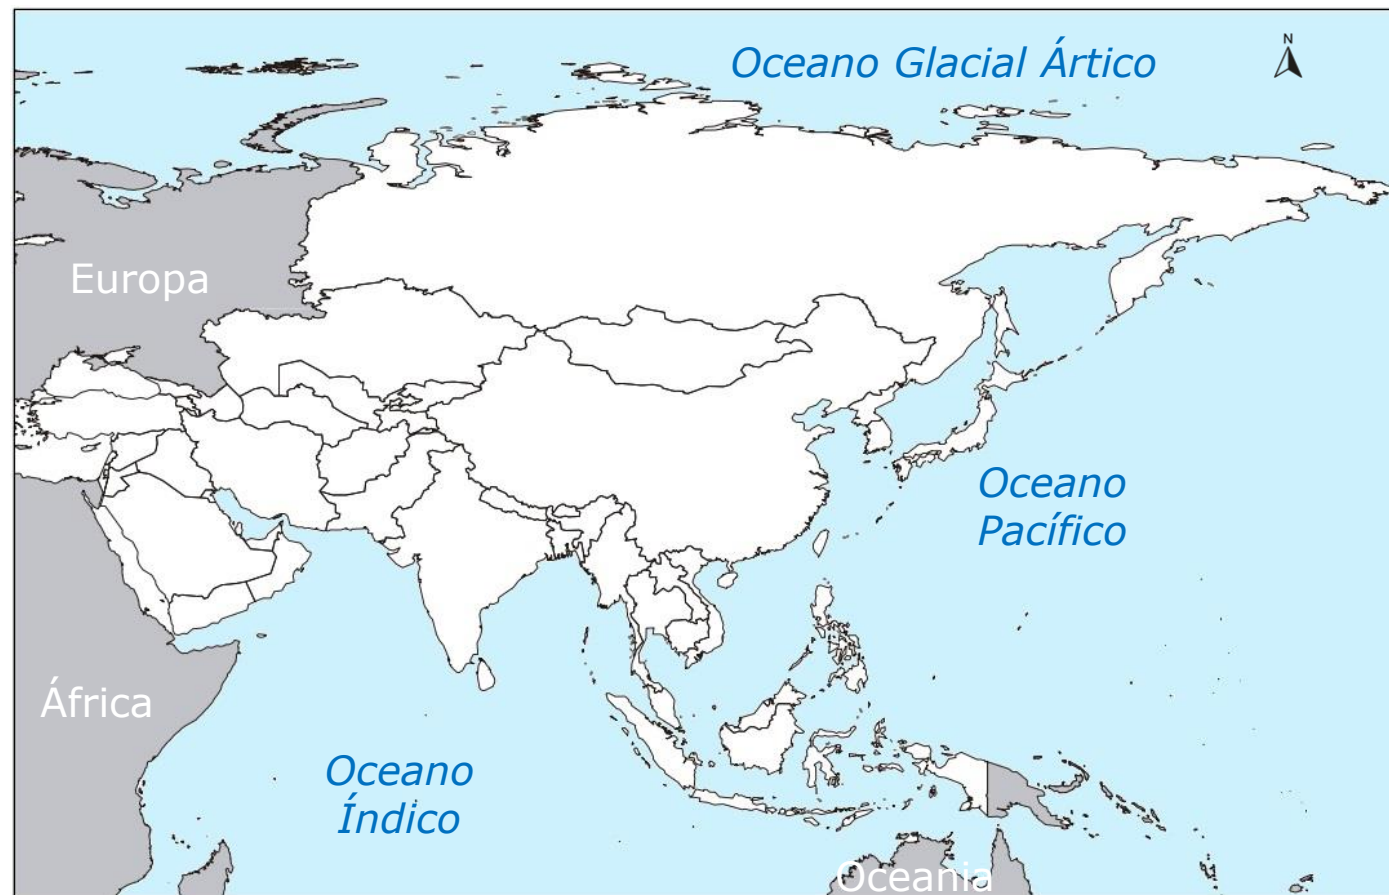 Oceano Glacial Ártico
N
Europa
Oceano
Pacífico
África
Oceano
Índico
Oceania